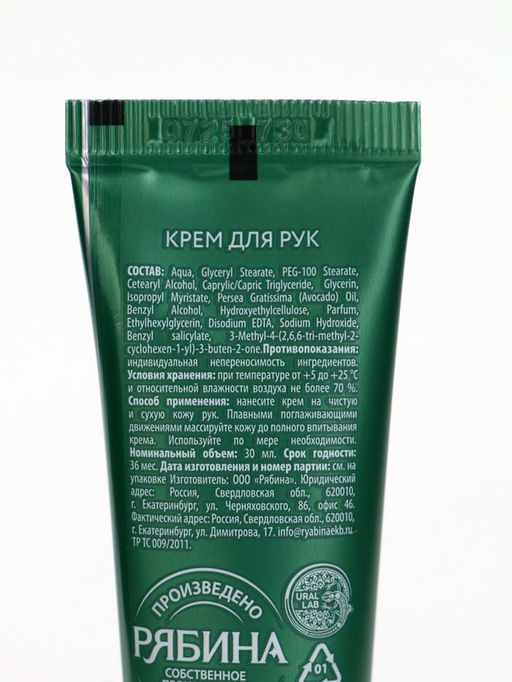 0725 730
КРЕМ ДЛЯ РУК
СОСТАВ: Aqua, Glyceryl Stearate, PEG-100 Stearate,
Cetearyl Alcohol, Caprylic/Capric Triglyceride, Glycerin,
Isopropyl Myristate, Persea Gratissima (Avocado) Oil,
Benzyl Alcohol, Hydroxyethylcellulose, Parfum,
Ethylhexylglycerin, Disodium EDTA, Sodium Hydroxide,
Benzyl salicylate, 3-Methyl-4-(2,6,6-tri-methyl-2-
cyclohexen-1-yl)-3-buten-2-one.Противопоказания:
индивидуальная непереносимость ингредиентов.
Условия хранения: при температуре от +5 до +25 °C
и относительной влажности воздуха не более 70 %.
Способ применения: нанесите крем на чистую
и сухую кожу рук. Плавными поглаживающими
движениями массируйте кожу до полного впитывания
крема. Используйте по мере необходимости.
Номинальный объем: 30 мл. Срок годности:
36 мес. Дата изготовления и номер партии: см. на
упаковке Изготовитель: ООО «Рябина». Юридический
адрес: Россия, Свердловская обл., 620010,
г. Екатеринбург, ул. Черняховского, 86, офис 46.
Фактический адрес: Россия, Свердловская обл., 620010,
г. Екатеринбург, ул. Димитрова, 17. info@ryabinaekb.ru.
ТР ТС 009/2011.
ПРОИЗВЕДЕНО
URAL
LAB
РЯБИНА
СОБСТВЕННОЕ
01